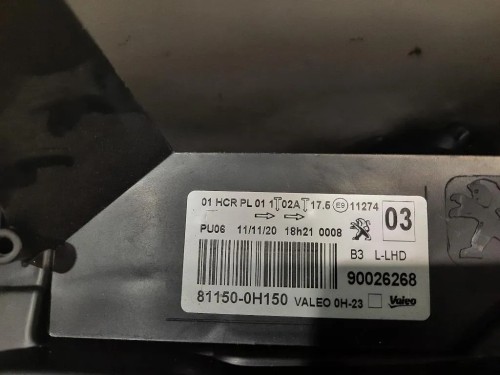 01 HCR PL 01 1 02A 17.5 E9 11274 03
PU06 11/11/20 18h21 0008 B3 L-LHD
90026268
81150-0H150 VALEO 0H-23 Valeo